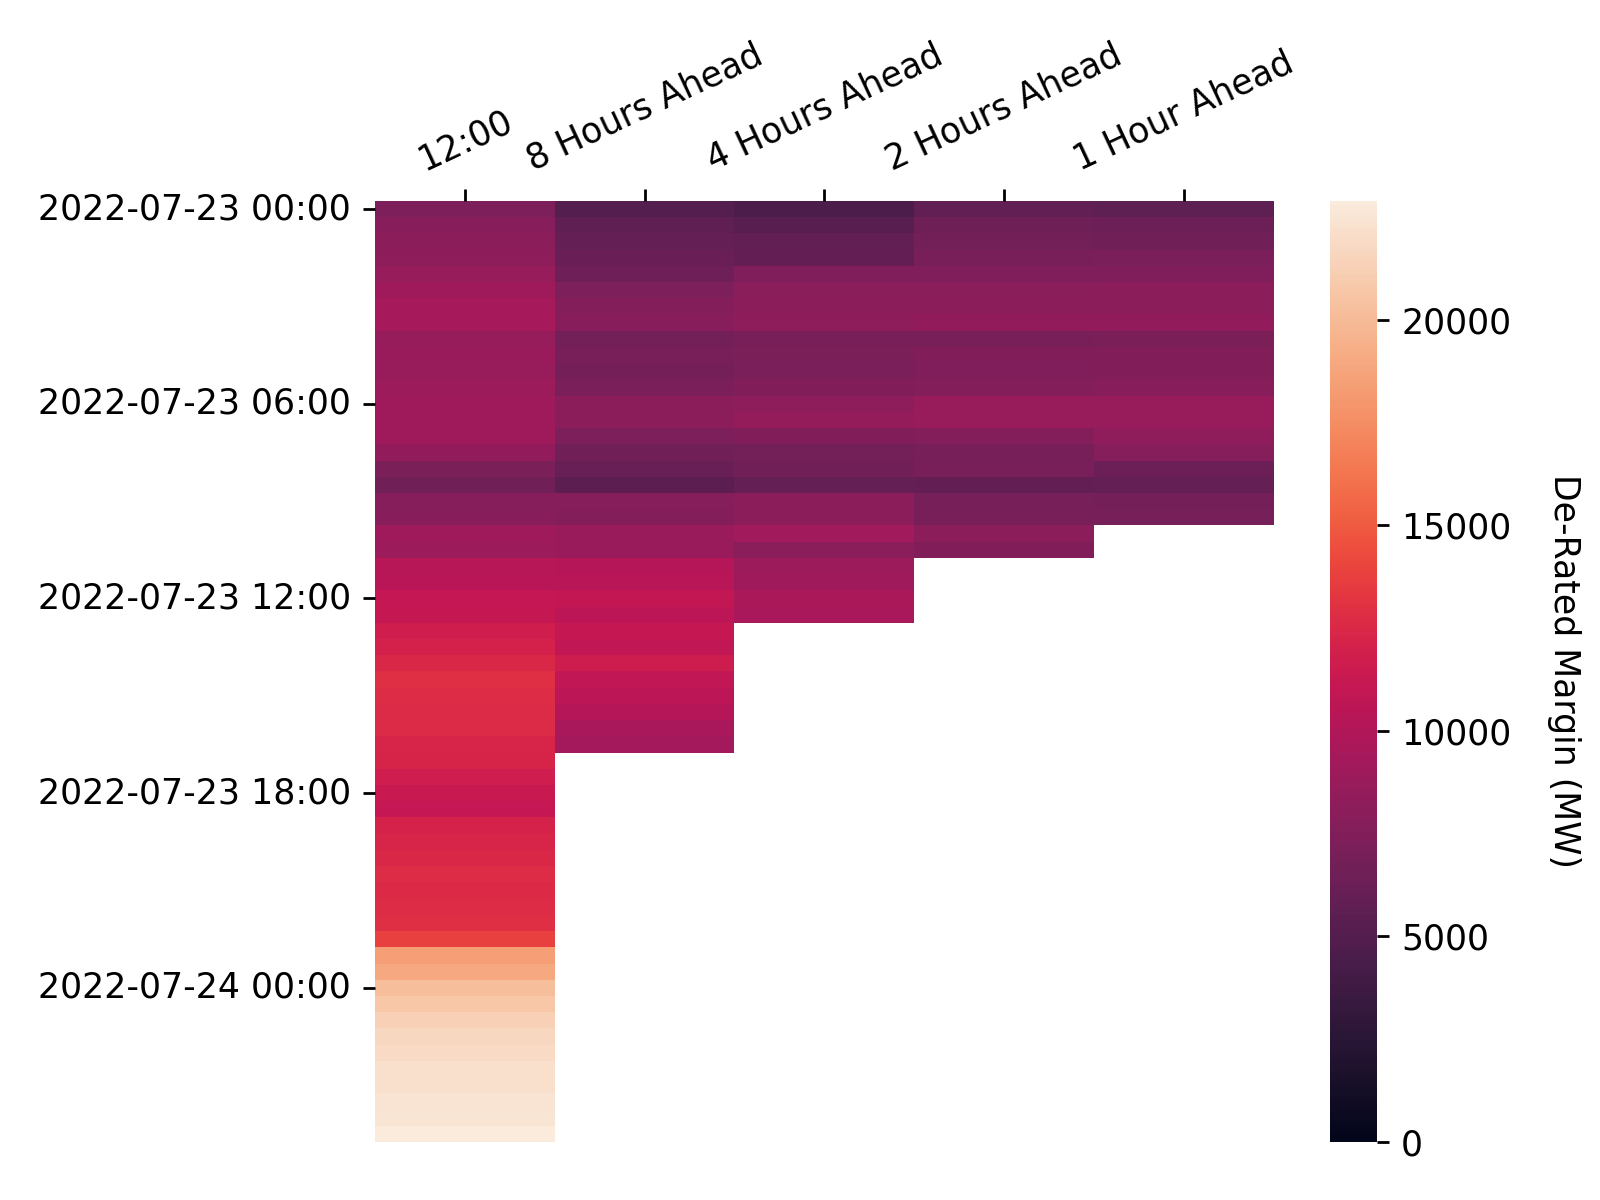 12:00
8 Hours Ahead
4 Hours Ahead
2 Hours Ahead
1 Hour Ahead
2022-07-23 00:00
2022-07-23 06:00
2022-07-23 12:00
2022-07-23 18:00
2022-07-24 00:00
20000
15000
10000
5000
0
De-Rated Margin (MW)